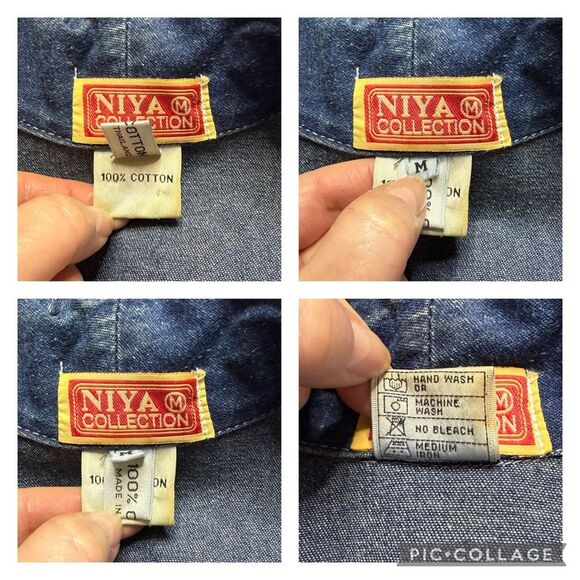 NIYA M
COLLECTION
COTTON
THAILAND
100% COTTON
NIYA M
COLLECTION
M
NIYA M
COLLECTION
100% C
MADE IN
HAND WASH
OR
MACHINE
WASH
NO BLEACH
MEDIUM
IRON
PIC•COLLAGE